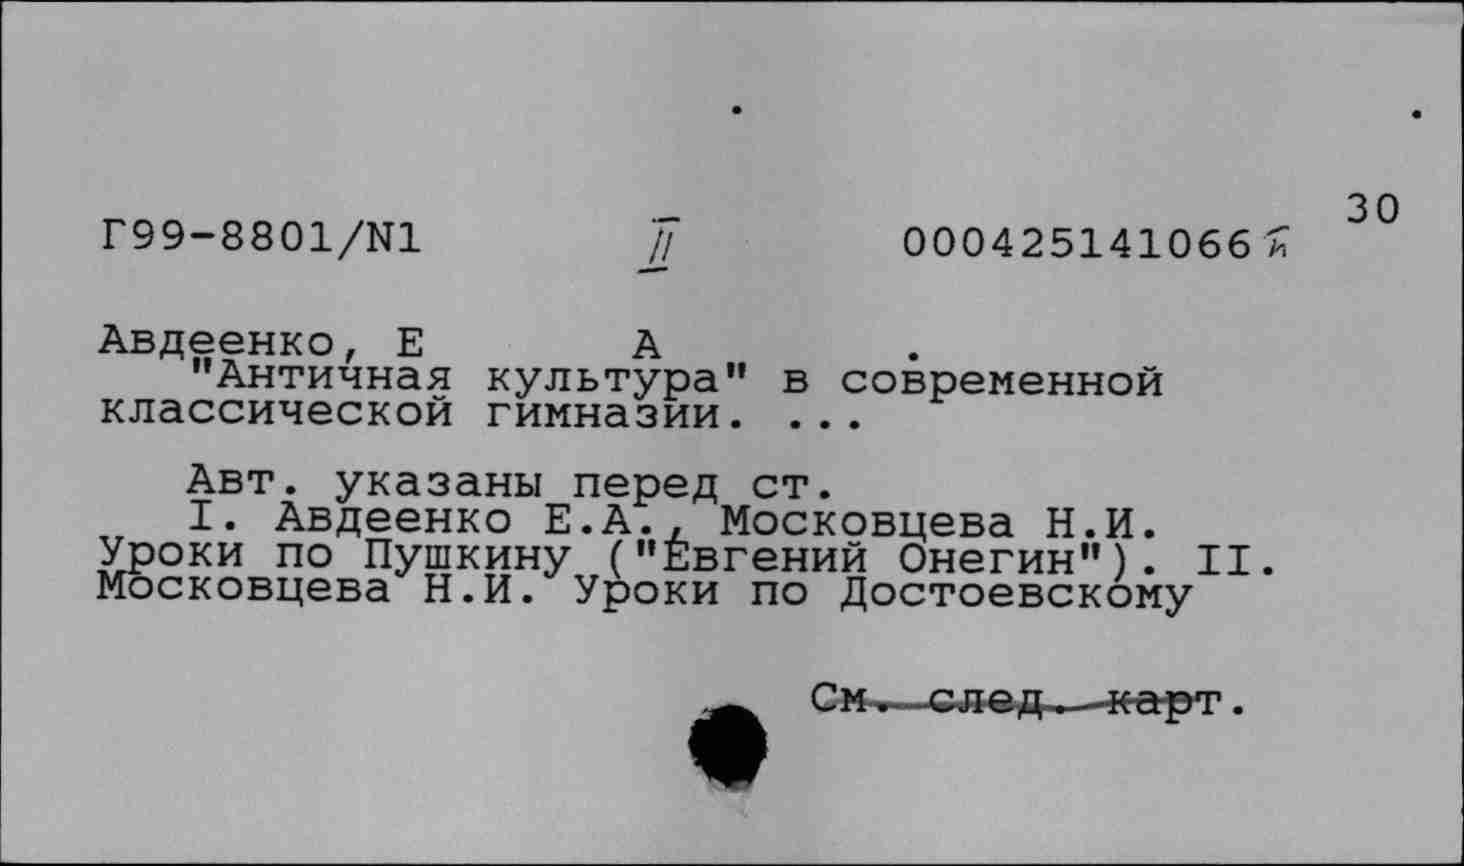 30
Г99-8801/N1 II 000425141066
Авдеенко, Е А .
"Античная культура" в современной
классической гимназии. ...
Авт. указаны перед ст.
I. Авдеенко Е.А., Московцева Н.И.
Уроки по Пушкину ("Евгений Онегин"). II.
Московцева Н.И. Уроки по Достоевскому
См. след. карт.